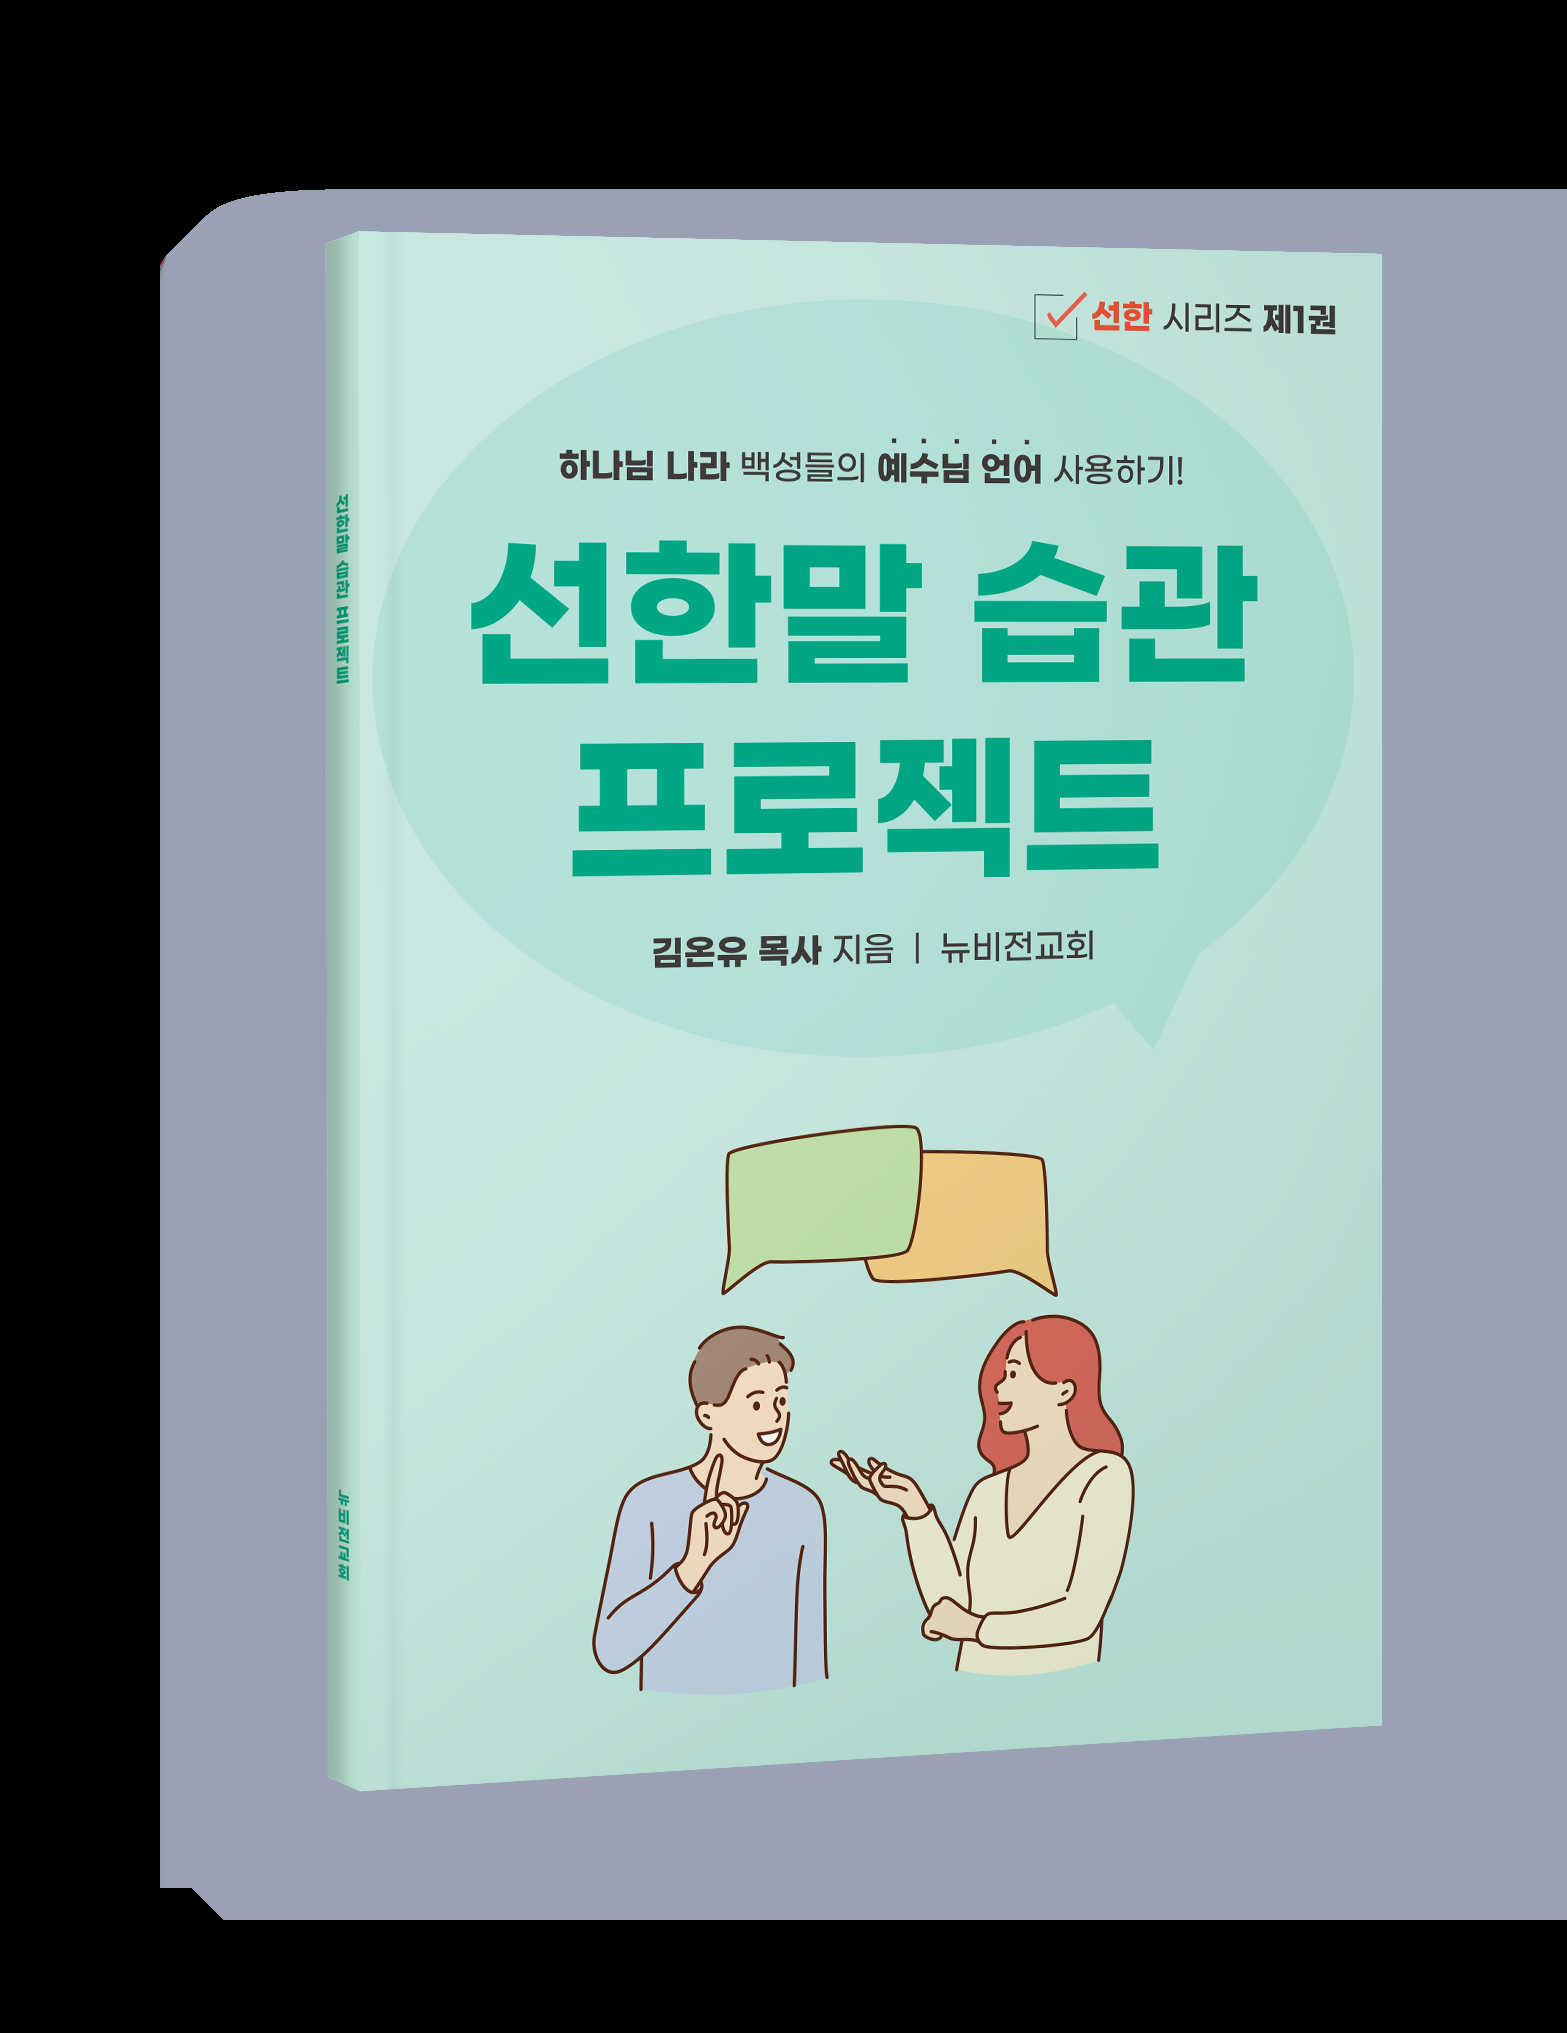 선한 시리즈 제1권
하나님 나라 백성들의 예수님 언어 사용하기!
선한말 습관
프로젝트
김온유 목사 지음 | 뉴비전교회
선한말 습관 프로젝트
뉴비전교회